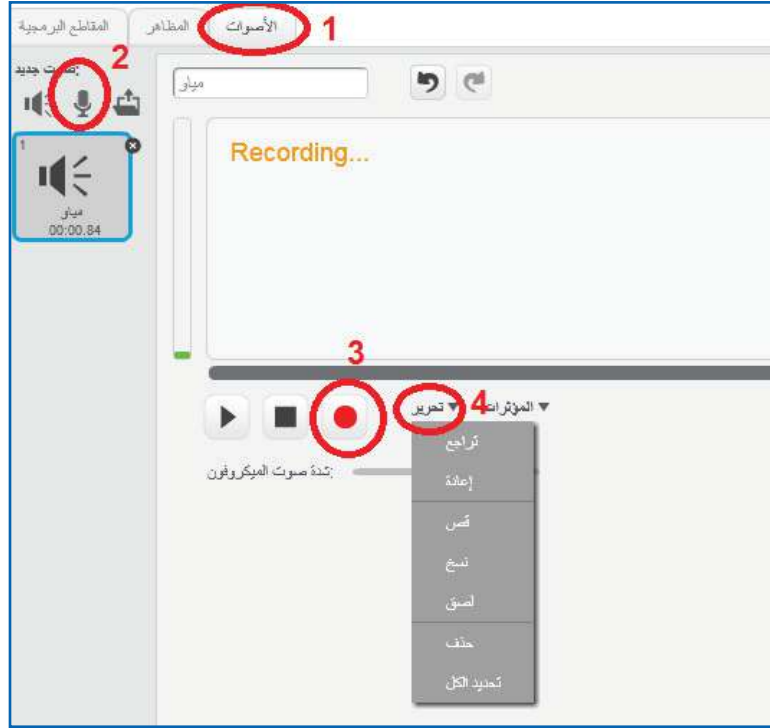 الأصوات
المظاهر
المقاطع البرمجية
1
2
صوت جديد:
مياو
Recording...
1
مياو
00:00.84
3
4
المؤثرات
تحرير
شدة صوت الميكروفون:
تراجع
إعادة
قص
نسخ
لصق
حذف
تحديد الكل